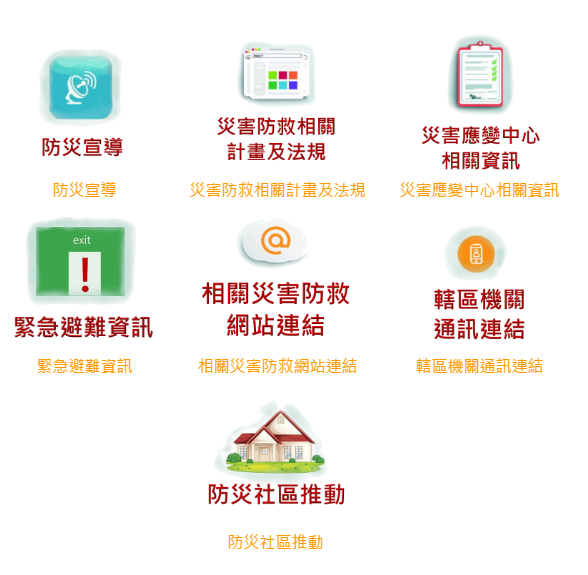 防災宣導
災害防救相關
計畫及法規
災害應變中心
相關資訊
防災宣導
災害防救相關計畫及法規
災害應變中心相關資訊
exit
!
@
緊急避難資訊
相關災害防救
網站連結
轄區機關
通訊連結
緊急避難資訊
相關災害防救網站連結
轄區機關通訊連結
防災社區推動
防災社區推動